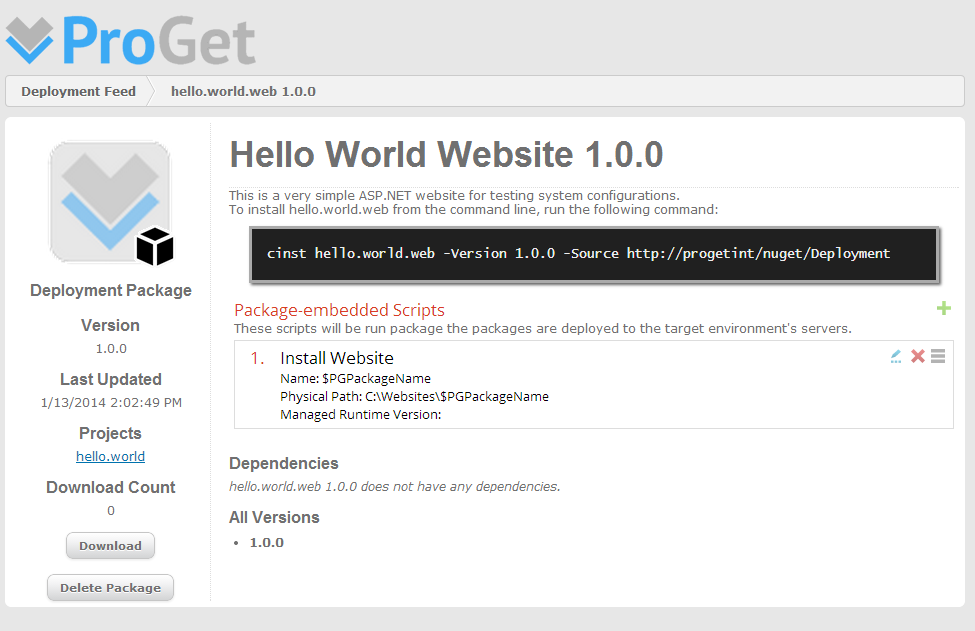 ProGet
Deployment Feed
hello.world.web 1.0.0
Deployment Package
Version
1.0.0
Last Updated
1/13/2014 2:02:49 PM
Projects
hello.world
Download Count
0
Download
Delete Package
Hello World Website 1.0.0
This is a very simple ASP.NET website for testing system configurations.
To install hello.world.web from the command line, run the following command:
cinst hello.world.web -Version 1.0.0 -Source http://progetint/nuget/Deployment
Package-embedded Scripts
These scripts will be run package the packages are deployed to the target environment's servers.
1. Install Website
Name: $PGPackageName
Physical Path: C:\Websites\$PGPackageName
Managed Runtime Version:
Dependencies
hello.world.web 1.0.0 does not have any dependencies.
All Versions
• 1.0.0